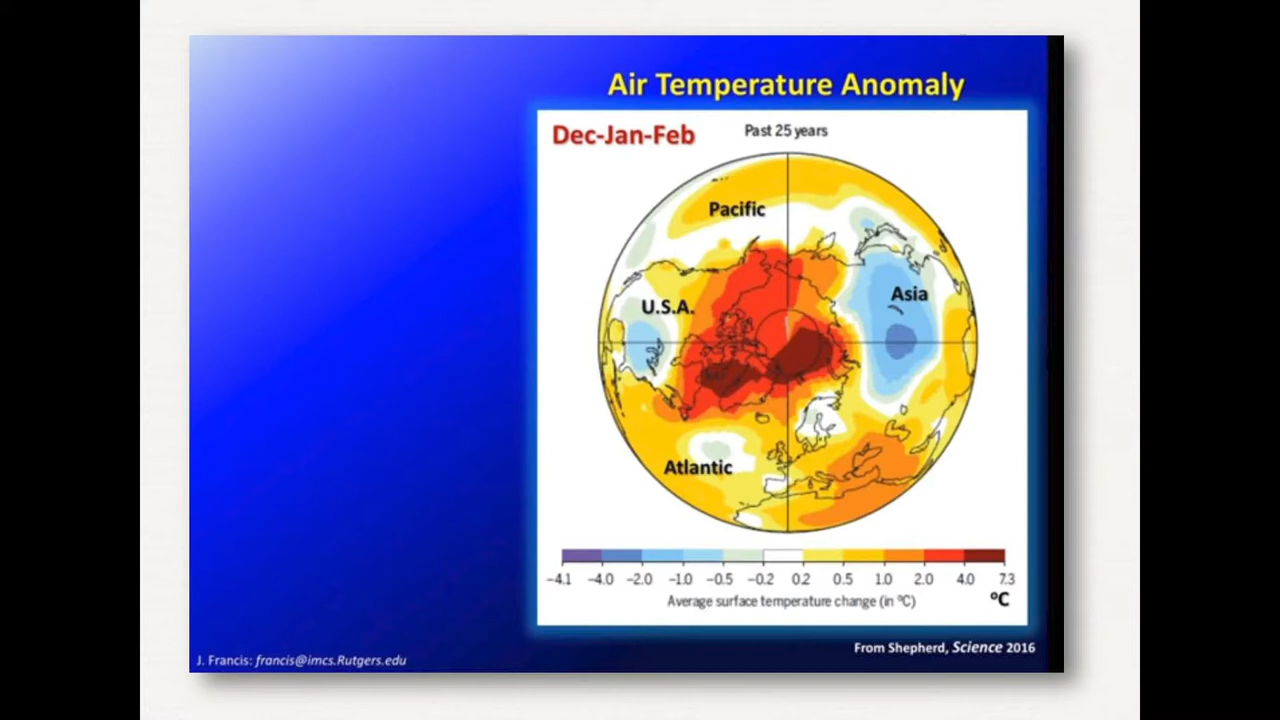 Air Temperature Anomaly
Dec-Jan-Feb
Past 25 years
Pacific
Asia
U.S.A.
Atlantic
−4.1 −4.0 −2.0 −1.0 −0.5 −0.2 0.2 0.5 1.0 2.0 4.0 7.3
Average surface temperature change (in ºC)
ºC
From Shepherd, Science 2016
J. Francis: francis@imcs.Rutgers.edu